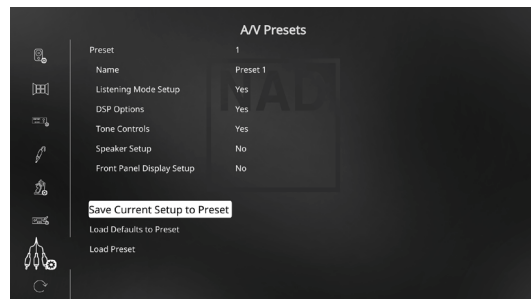 A/V Presets
Preset 1
Name Preset 1
Listening Mode Setup Yes
DSP Options Yes
Tone Controls Yes
Speaker Setup No
Front Panel Display Setup No
Save Current Setup to Preset
Load Defaults to Preset
Load Preset
NAD